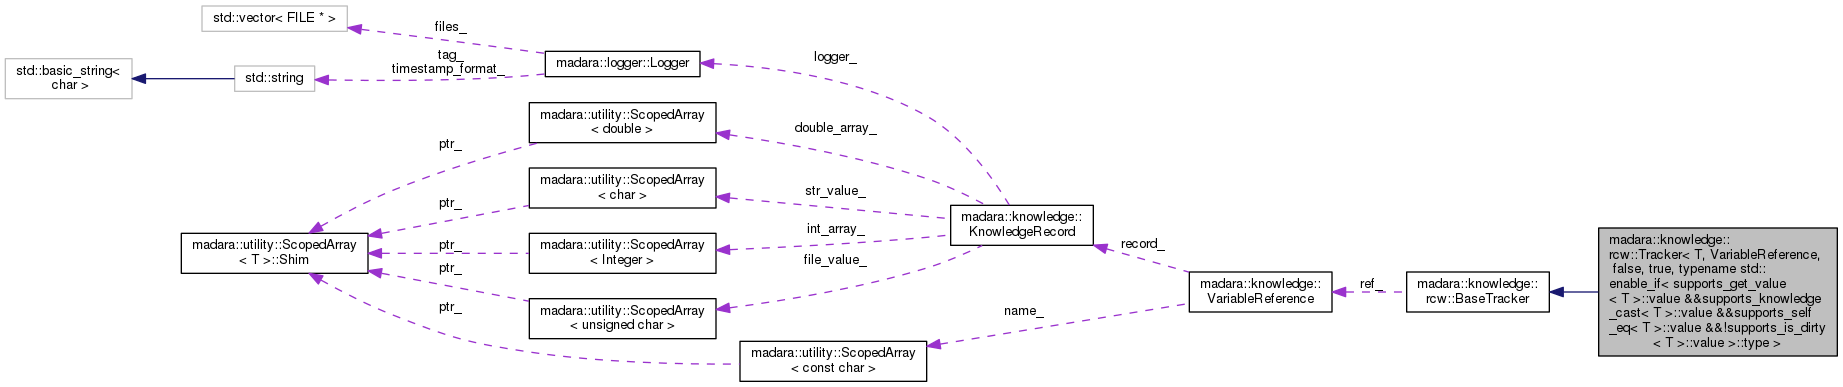 std::vector< FILE * >
files_
tag_
timestamp_format_
std::basic_string<
char >
std::string
madara::logger::Logger
logger_
madara::utility::ScopedArray
< double >
double_array_
ptr_
madara::utility::ScopedArray
< char >
str_value_
ptr_
madara::utility::ScopedArray
< T >::Shim
ptr_
madara::utility::ScopedArray
< Integer >
int_array_
ptr_
madara::utility::ScopedArray
< unsigned char >
file_value_
ptr_
madara::utility::ScopedArray
< const char >
name_
madara::knowledge::
KnowledgeRecord
record_
madara::knowledge::
VariableReference
ref_
madara::knowledge::
rcw::BaseTracker
madara::knowledge::
rcw::Tracker< T, VariableReference,
false, true, typename std::
enable_if< supports_get_value
< T >::value &&supports_knowledge
_cast< T >::value &&supports_self
_eq< T >::value &&!supports_is_dirty
< T >::value >::type >